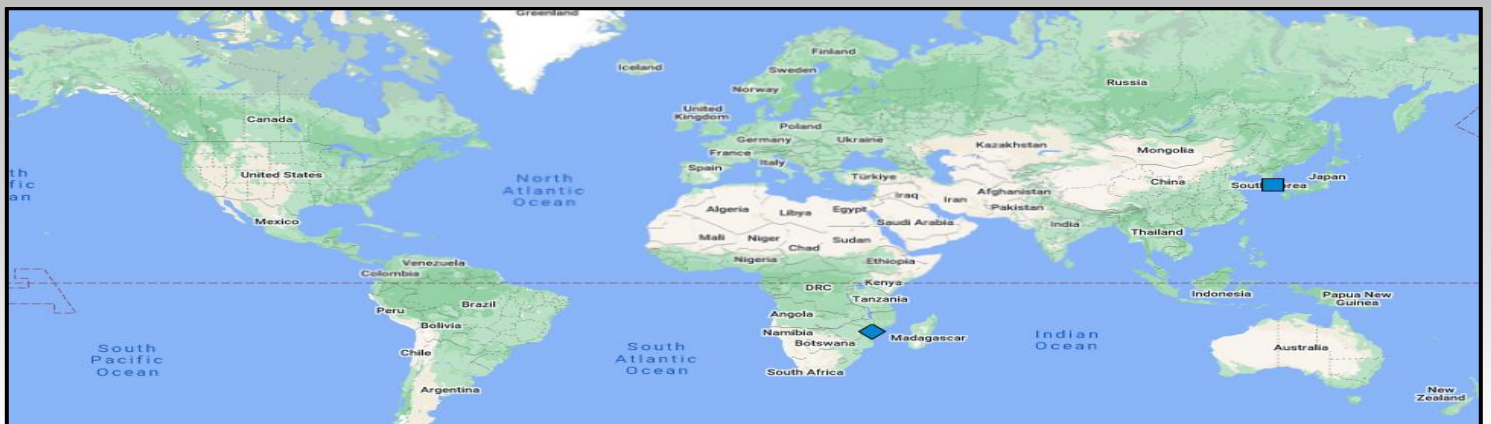 Greenland
Finland
Iceland
Sweden
Russia
Norway
United
Kingdom
Canada
Poland
Germany
Ukraine
France
Kazakhstan
Mongolia
Italy
Spain
United States
Türkiye
China
Japan
North
Atlantic
Ocean
Afghanistan
Iraq
Iran
Pakistan
Algeria
Libya
Egypt
Mexico
Saudi Arabia
India
Mali
Niger
Sudan
Chad
Thailand
Nigeria
Ethiopia
Venezuela
Colombia
Kenya
DRC
Indonesia
Papua New
Guinea
Tanzania
Brazil
Peru
Angola
Bolivia
Namibia
Botswana
Madagascar
Indian
Ocean
South
Pacific
Ocean
South
Atlantic
Ocean
Chile
Australia
South Africa
Argentina
New
Zealand